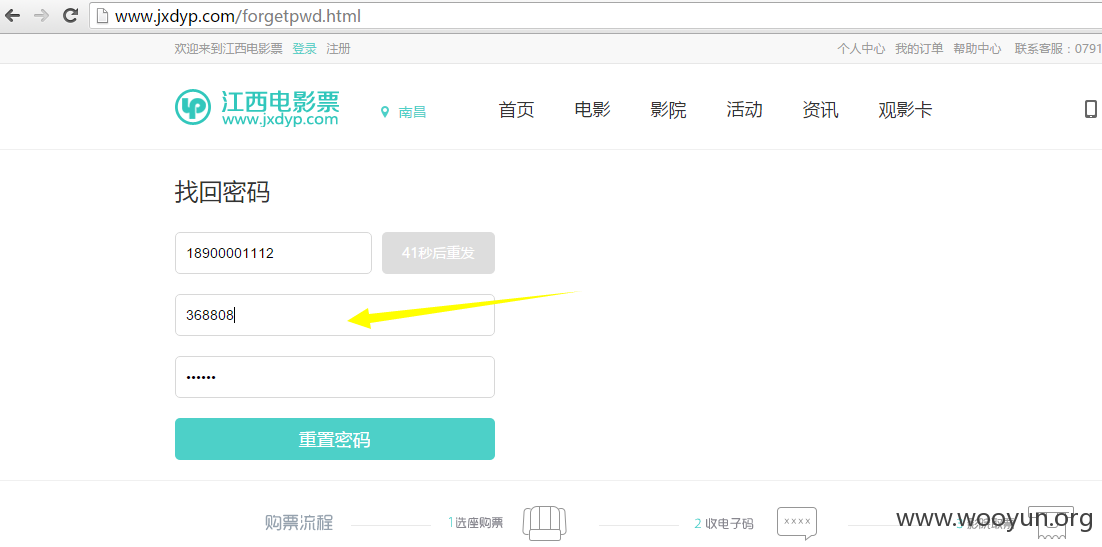 www.jxdyp.com/forgetpwd.html
欢迎来到江西电影票 登录 注册 个人中心 我的订单 帮助中心 联系客服：0791
江西电影票
www.jxdyp.com
南昌 首页 电影 影院 活动 资讯 观影卡
找回密码
18900001112 41秒后重发
368808
••••••
重置密码
购票流程 1选座购票 2 收电子码 xxxx
www.wooyun.org